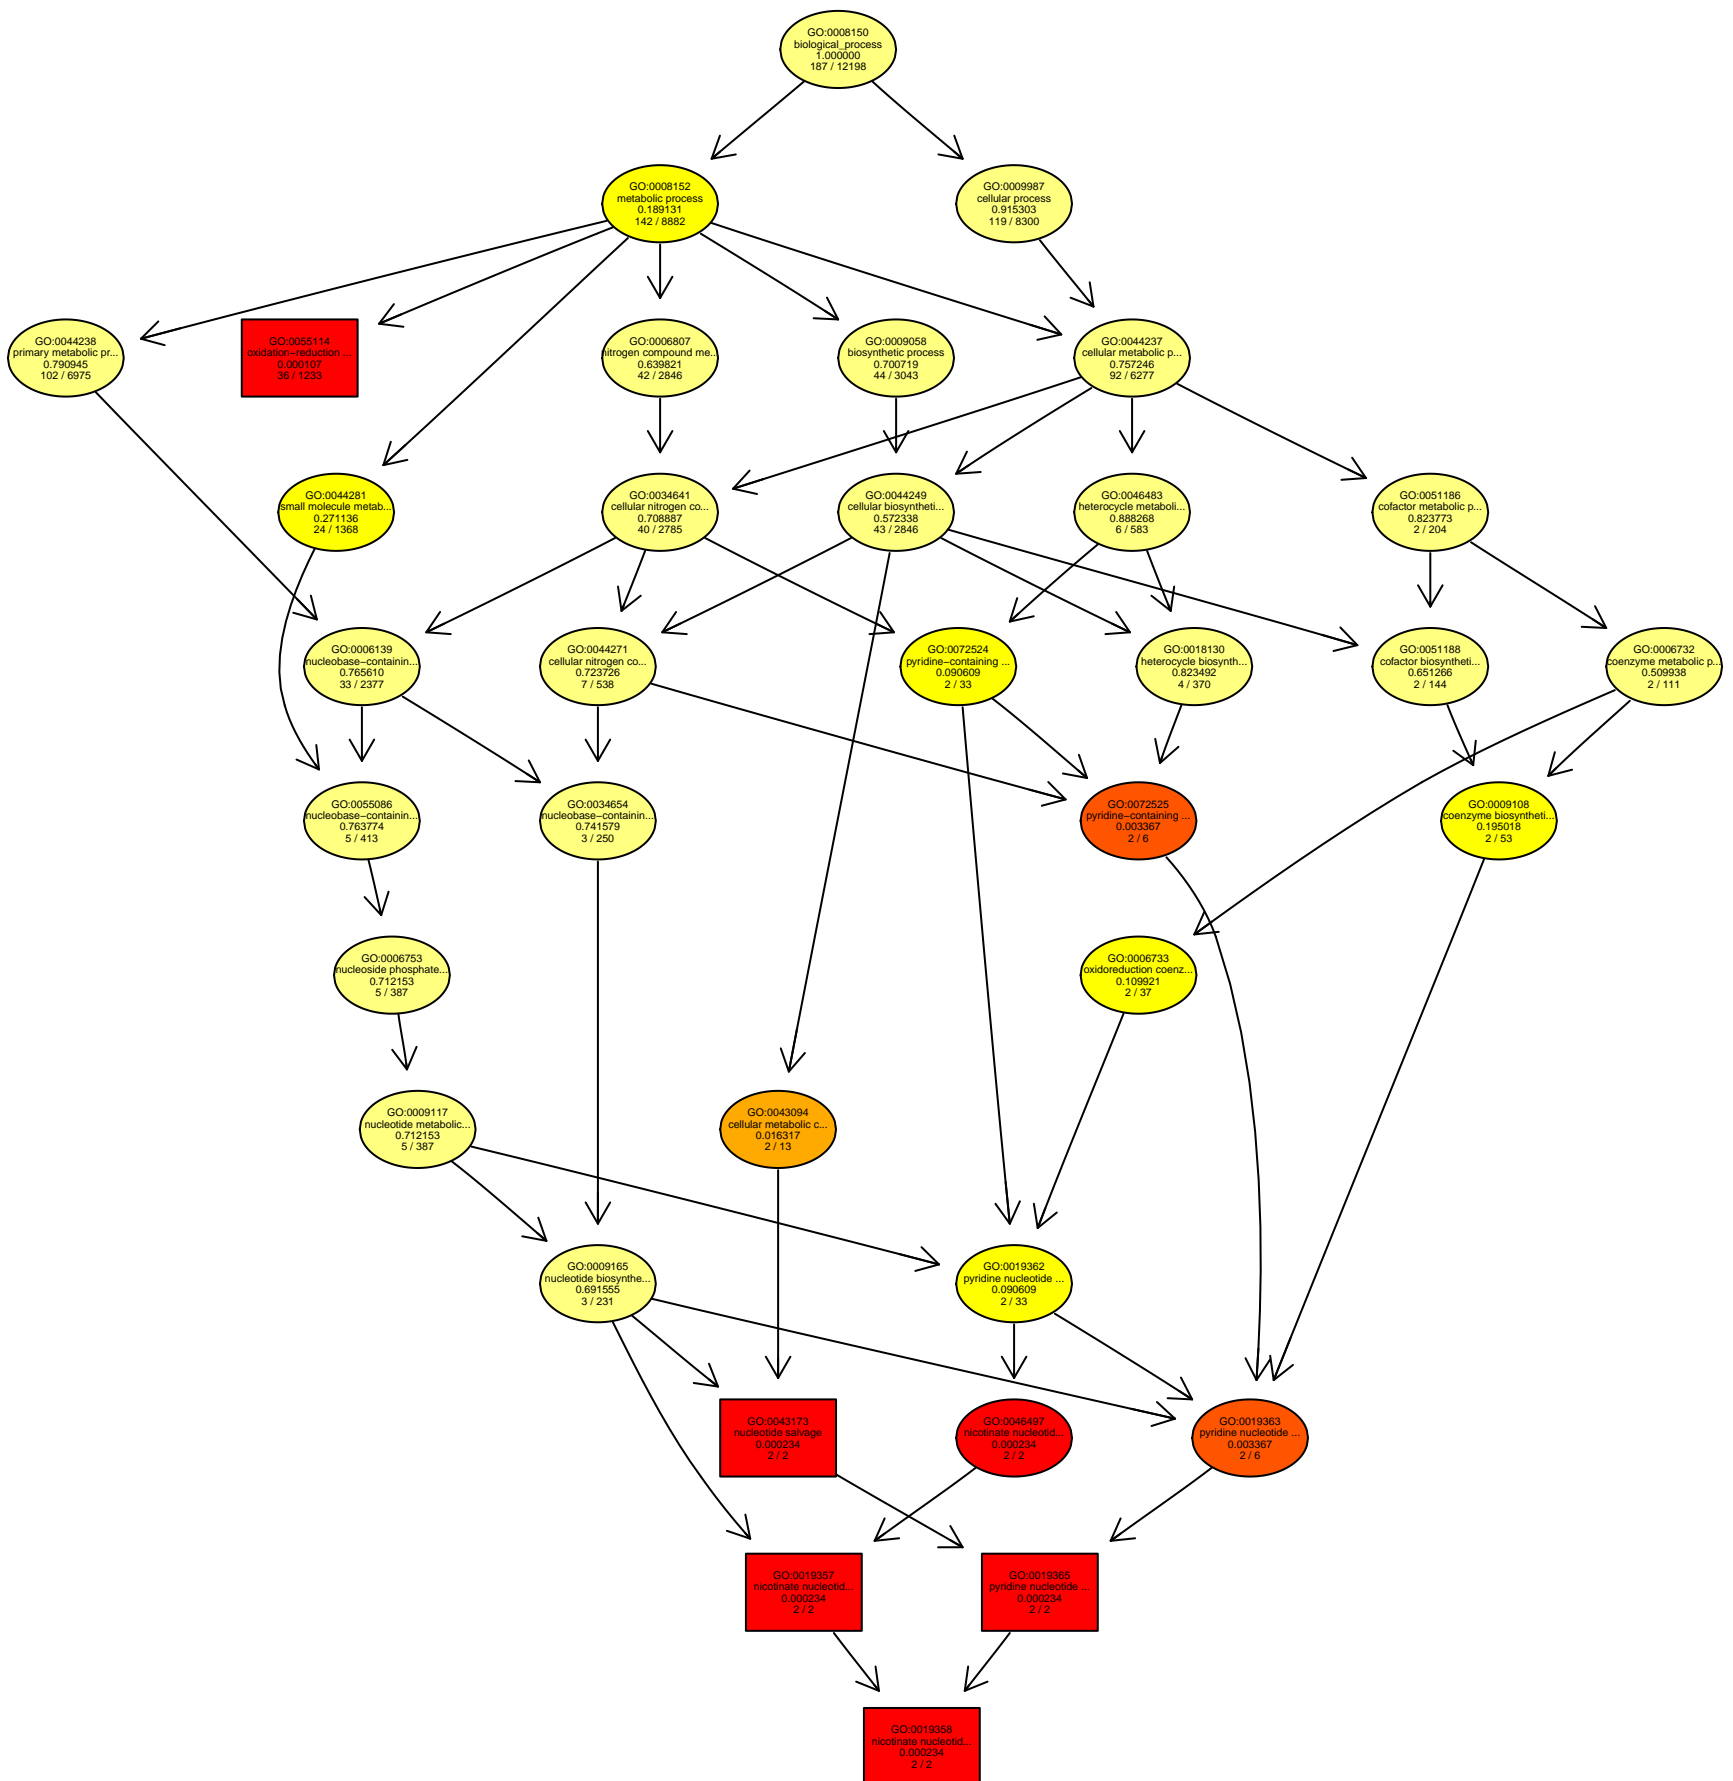 GO:0008150
biological_process
1.000000
187 / 12198
GO:0008152
metabolic process
0.189131
142 / 8882
GO:0009987
cellular process
0.915303
119 / 8300
GO:0044238
primary metabolic pr...
0.790945
102 / 6975
GO:0055114
oxidation−reduction ...
0.000107
36 / 1233
GO:0006807
nitrogen compound me...
0.639821
42 / 2846
GO:0009058
biosynthetic process
0.700719
44 / 3043
GO:0044237
cellular metabolic p...
0.757246
92 / 6277
GO:0044281
small molecule metab...
0.271136
24 / 1368
GO:0034641
cellular nitrogen co...
0.708887
40 / 2785
GO:0044249
cellular biosyntheti...
0.572338
43 / 2846
GO:0046483
heterocycle metaboli...
0.888268
6 / 583
GO:0051186
cofactor metabolic p...
0.823773
2 / 204
GO:0006139
nucleobase−containin...
0.765610
33 / 2377
GO:0044271
cellular nitrogen co...
0.723726
7 / 538
GO:0072524
pyridine−containing ...
0.090609
2 / 33
GO:0018130
heterocycle biosynth...
0.823492
4 / 370
GO:0051188
cofactor biosyntheti...
0.651266
2 / 144
GO:0006732
coenzyme metabolic p...
0.509938
2 / 111
GO:0055086
nucleobase−containin...
0.763774
5 / 413
GO:0034654
nucleobase−containin...
0.741579
3 / 250
GO:0072525
pyridine−containing ...
0.003367
2 / 6
GO:0009108
coenzyme biosyntheti...
0.195018
2 / 53
GO:0006753
nucleoside phosphate...
0.712153
5 / 387
GO:0006733
oxidoreduction coenz...
0.109921
2 / 37
GO:0009117
nucleotide metabolic...
0.712153
5 / 387
GO:0043094
cellular metabolic c...
0.016317
2 / 13
GO:0009165
nucleotide biosynthe...
0.691555
3 / 231
GO:0019362
pyridine nucleotide ...
0.090609
2 / 33
GO:0043173
nucleotide salvage
0.000234
2 / 2
GO:0046497
nicotinate nucleotid...
0.000234
2 / 2
GO:0019363
pyridine nucleotide ...
0.003367
2 / 6
GO:0019357
nicotinate nucleotid...
0.000234
2 / 2
GO:0019365
pyridine nucleotide ...
0.000234
2 / 2
GO:0019358
nicotinate nucleotid...
0.000234
2 / 2